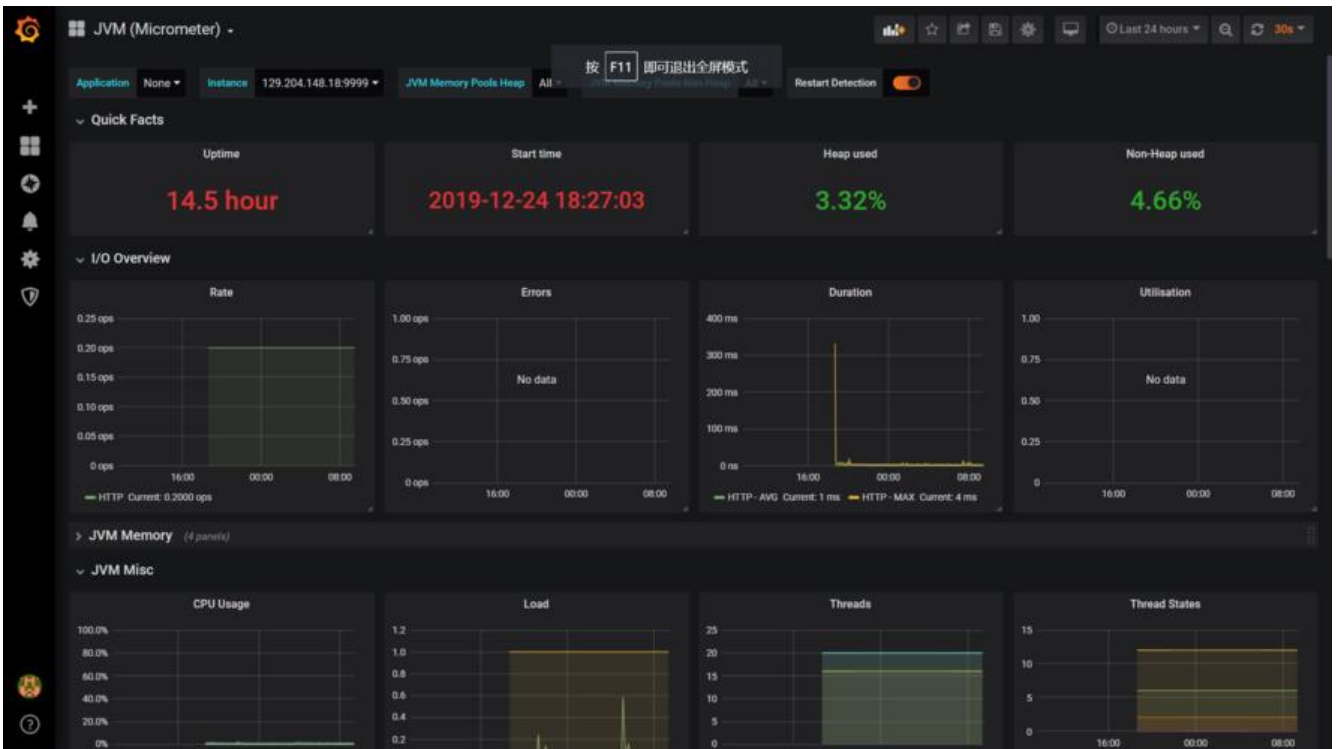 JVM (Micrometer)
Last 24 hours
30s
按 F11 即可退出全屏模式
Application None Instance 129.204.148.18:9999 JVM Memory Pools Heap All JVM Memory Pools Non-Heap All Restart Detection
Quick Facts
Uptime Start time Heap used Non-Heap used
14.5 hour 2019-12-24 18:27:03 3.32% 4.66%
I/O Overview
Rate
0.25 ops
0.20 ops
0.15 ops
0.10 ops
0.05 ops
0 ops
16:00 00:00 08:00
HTTP Current: 0.2000 ops
Errors
1.00 ops
0.75 ops
No data
0.50 ops
0.25 ops
0 ops
16:00 00:00 08:00
Duration
400 ms
300 ms
200 ms
100 ms
0 ns
16:00 00:00 08:00
HTTP - AVG Current: 1 ms HTTP - MAX Current: 4 ms
Utilisation
1.00
0.75
No data
0.50
0.25
0
16:00 00:00 08:00
JVM Memory (4 panels)
JVM Misc
CPU Usage
100.0%
80.0%
60.0%
40.0%
20.0%
0%
Load
1.2
1.0
0.8
0.6
0.4
0.2
Threads
25
20
15
10
5
0
Thread States
15
10
5
0
16:00 00:00 08:00